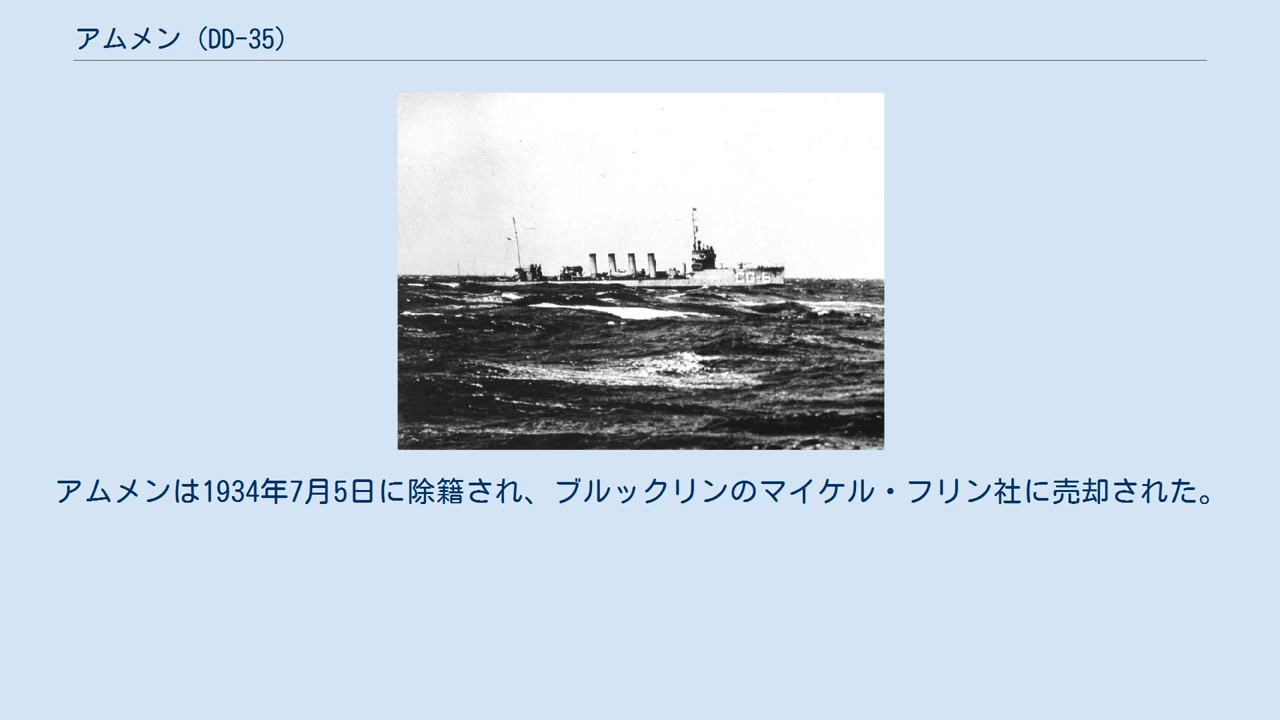 アムメン（DD-35）
CG-8
アムメンは1934年7月5日に除籍され、ブルックリンのマイケル・フリン社に売却された。